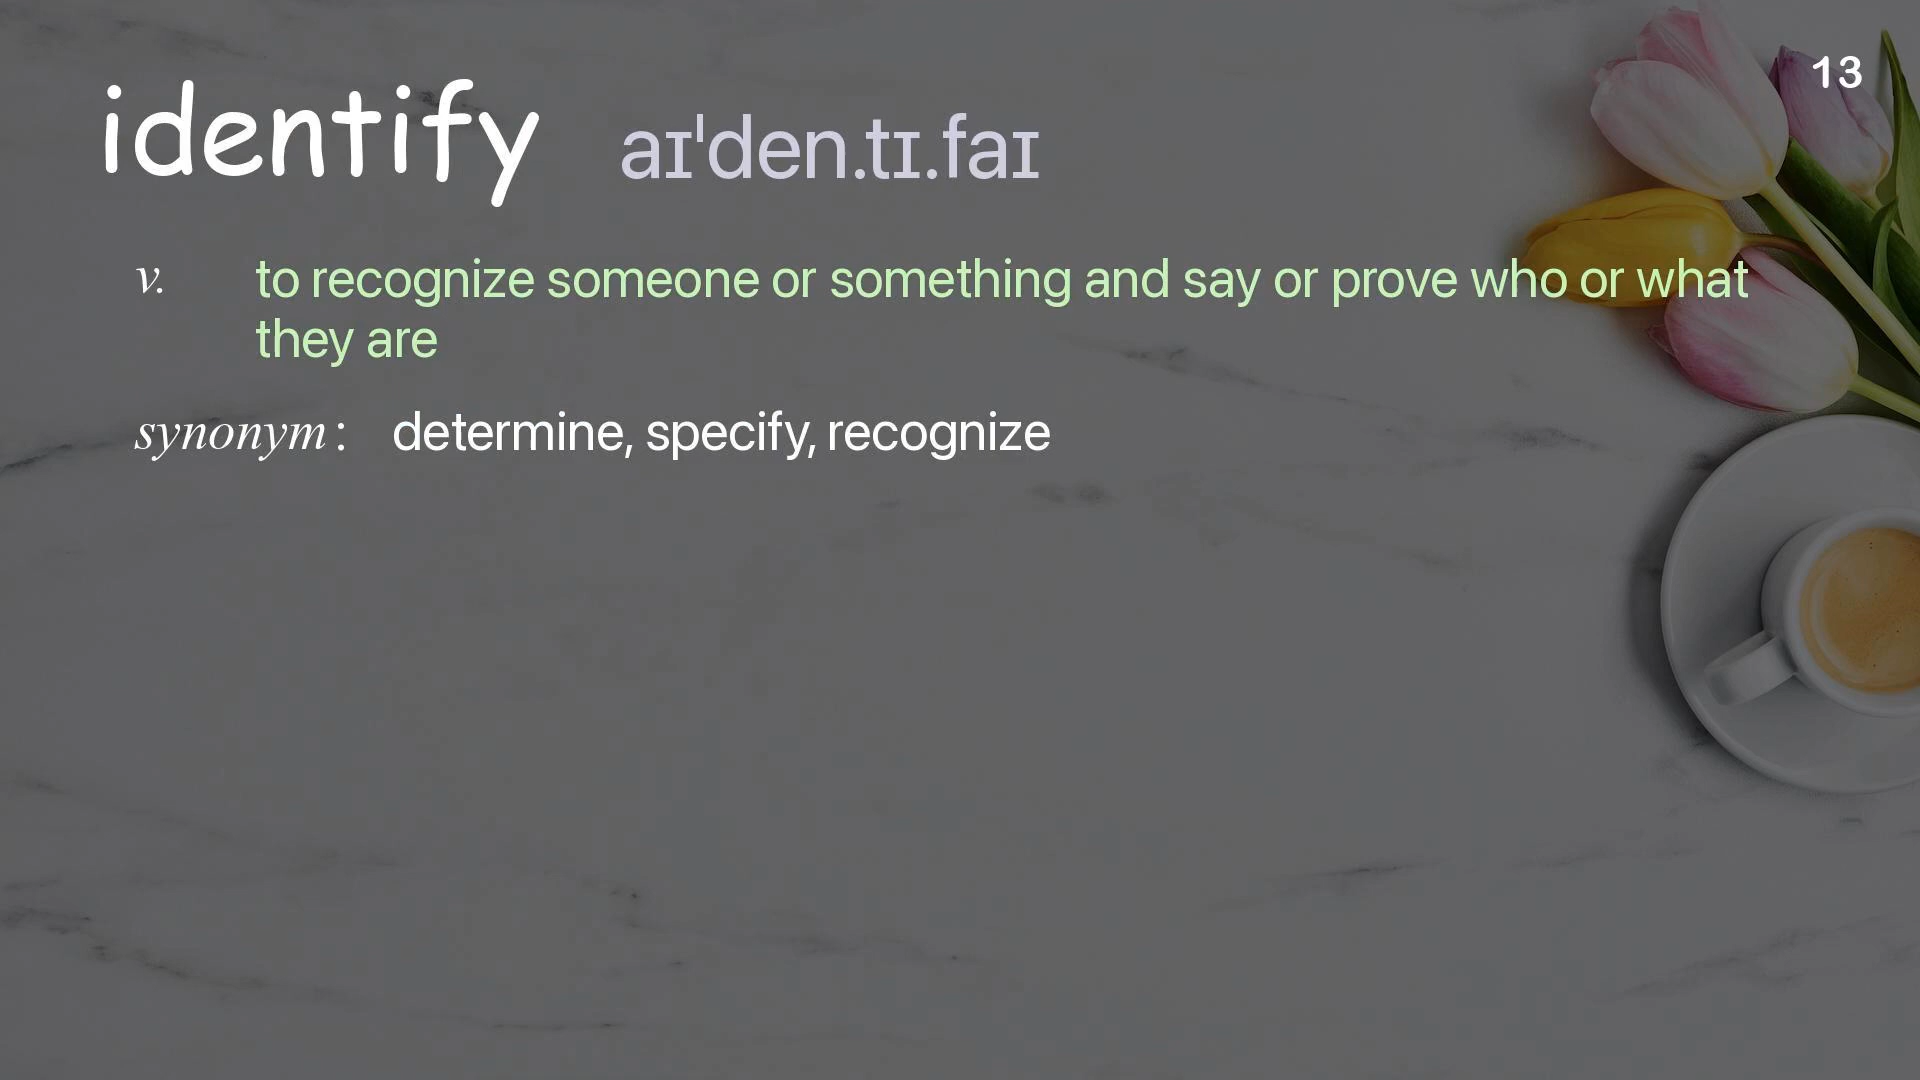 13
identify aɪˈden.tɪ.faɪ
v. to recognize someone or something and say or prove who or what
they are
synonym: determine, specify, recognize